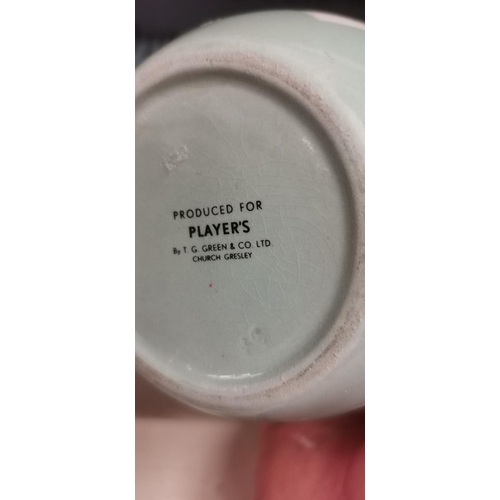 PRODUCED FOR
PLAYER'S
By T. G. GREEN & CO. LTD.
CHURCH GRESLEY